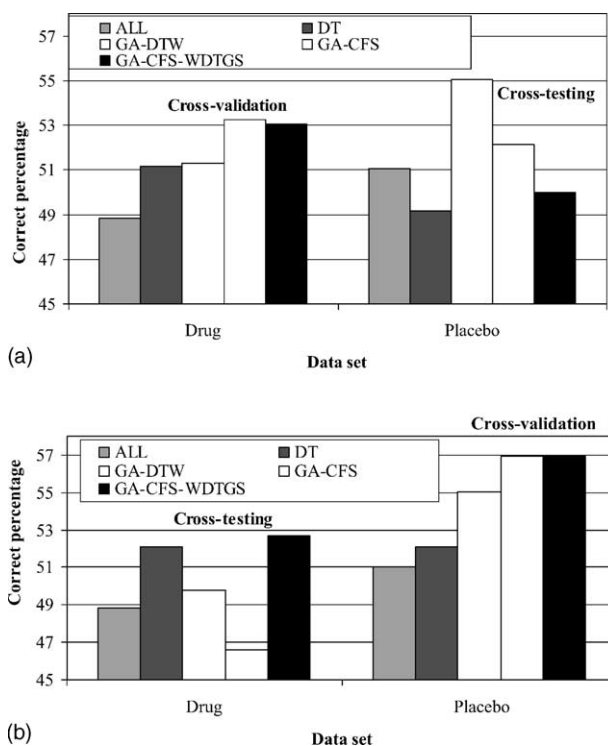 57
55
53
51
49
47
45
Correct percentage
ALL DT
GA-DTW GA-CFS
GA-CFS-WDTGS
Cross-validation
Cross-testing
Drug Placebo
Data set
(a)
Cross-validation
57
55
53
51
49
47
45
Correct percentage
ALL DT
GA-DTW GA-CFS
GA-CFS-WDTGS
Cross-testing
Drug Placebo
Data set
(b)